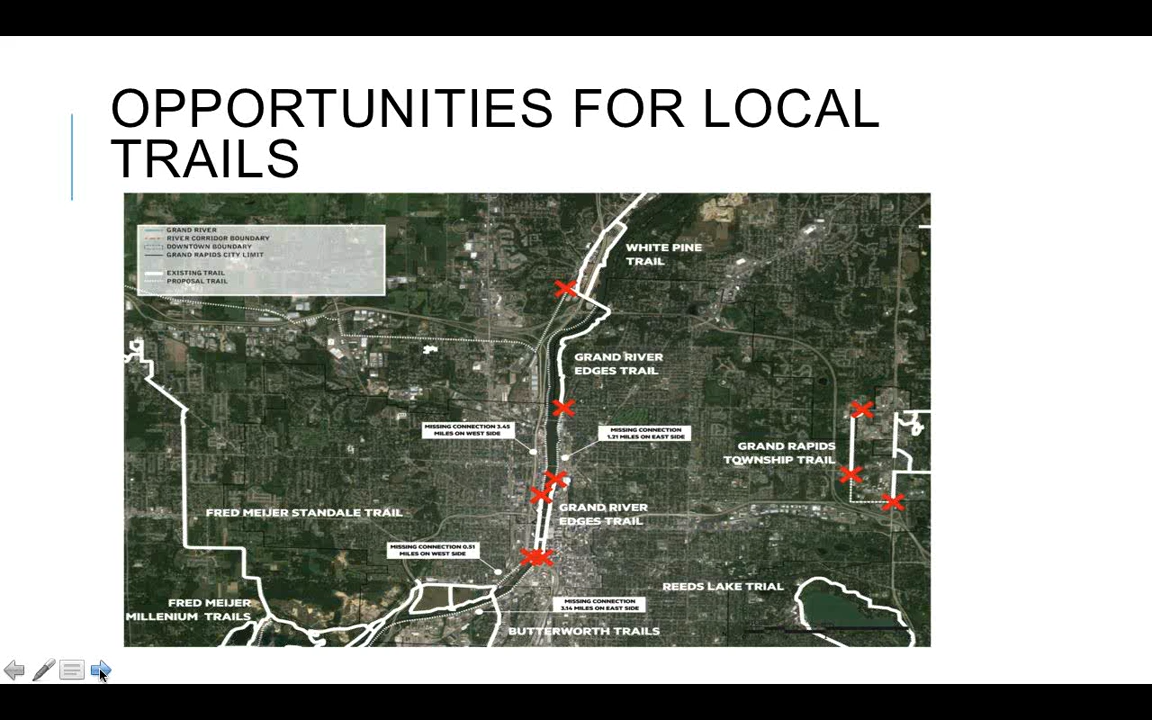 OPPORTUNITIES FOR LOCAL
TRAILS
GRAND RIVER
RIVER CORRIDOR BOUNDARY
DOWNTOWN BOUNDARY
GRAND RAPIDS CITY LIMIT
EXISTING TRAIL
PROPOSAL TRAIL
WHITE PINE
TRAIL
GRAND RIVER
EDGES TRAIL
MISSING CONNECTION 3.45
MILES ON WEST SIDE
MISSING CONNECTION
1.21 MILES ON EAST SIDE
GRAND RAPIDS
TOWNSHIP TRAIL
FRED MEIJER STANDALE TRAIL
GRAND RIVER
EDGES TRAIL
MISSING CONNECTION 0.51
MILES ON WEST SIDE
REEDS LAKE TRIAL
FRED MEIJER
MILLENIUM TRAILS
MISSING CONNECTION
3.14 MILES ON EAST SIDE
BUTTERWORTH TRAILS